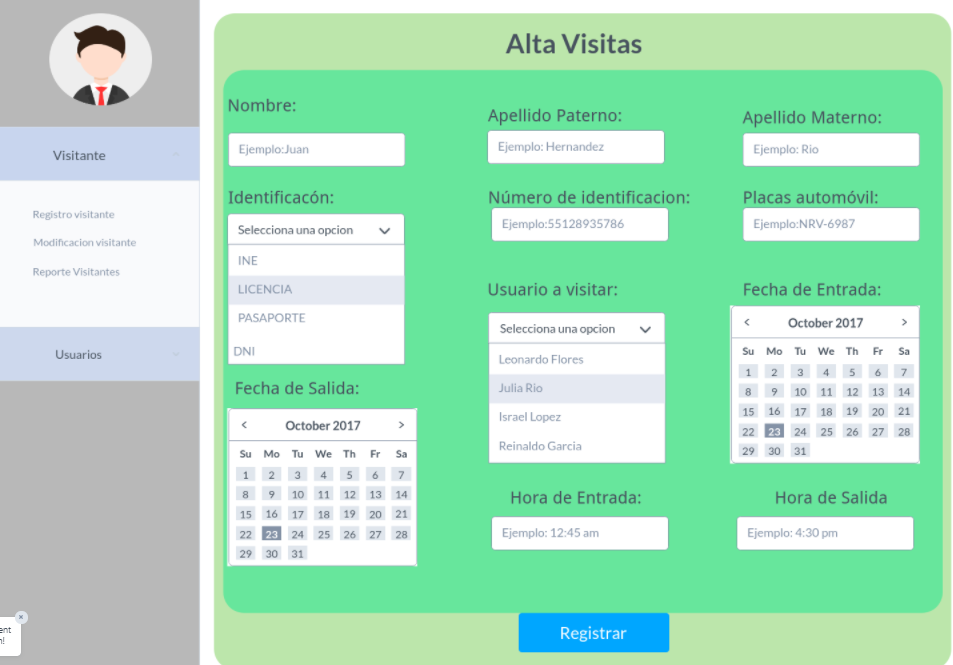 Alta Visitas
Visitante
Registro visitante
Modificacion visitante
Reporte Visitantes
Usuarios
Nombre:
Ejemplo:Juan
Apellido Paterno:
Ejemplo: Hernandez
Apellido Materno:
Ejemplo: Rio
Identificacón:
Selecciona una opcion
INE
LICENCIA
PASAPORTE
DNI
Número de identificacion:
Ejemplo:55128935786
Placas automóvil:
Ejemplo:NRV-6987
Usuario a visitar:
Selecciona una opcion
Leonardo Flores
Julia Rio
Israel Lopez
Reinaldo Garcia
Fecha de Entrada:
< October 2017 >
Su Mo Tu We Th Fr Sa
1 2 3 4 5 6 7
8 9 10 11 12 13 14
15 16 17 18 19 20 21
22 23 24 25 26 27 28
29 30 31
Fecha de Salida:
< October 2017 >
Su Mo Tu We Th Fr Sa
1 2 3 4 5 6 7
8 9 10 11 12 13 14
15 16 17 18 19 20 21
22 23 24 25 26 27 28
29 30 31
Hora de Entrada:
Ejemplo: 12:45 am
Hora de Salida
Ejemplo: 4:30 pm
Registrar